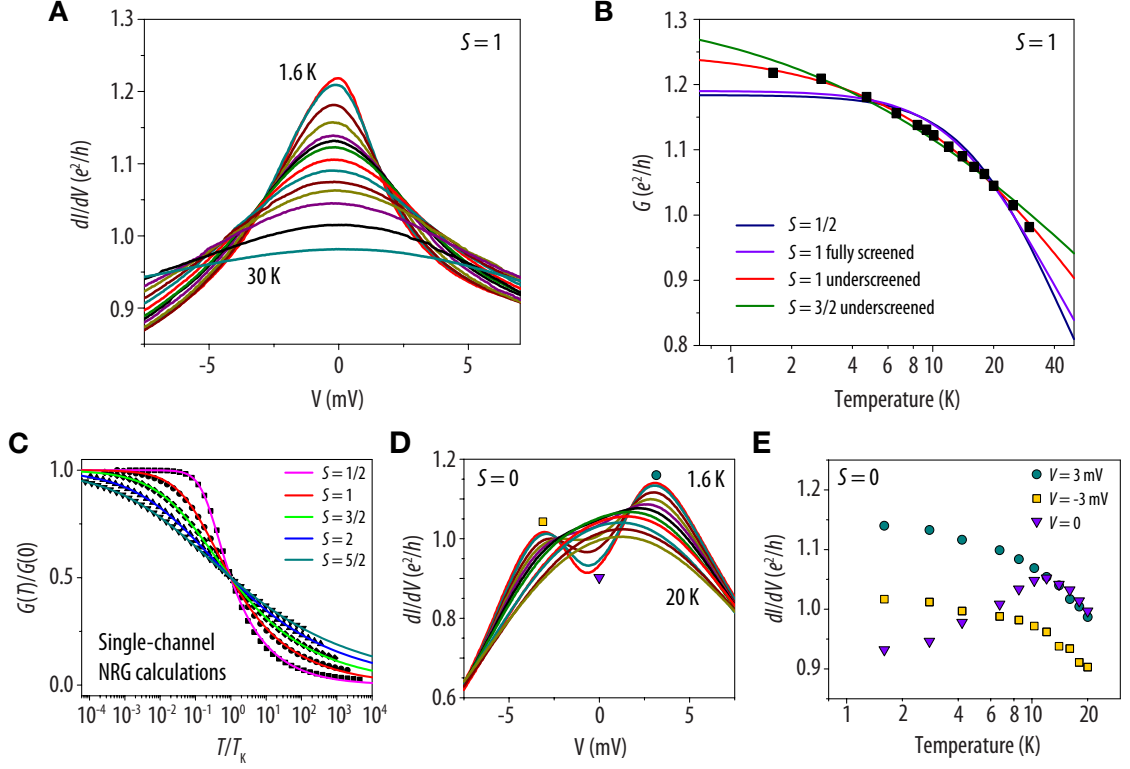 A
S = 1
1.6 K
30 K
1.3
1.2
1.1
1.0
0.9
dI/dV (e²/h)
-5
0
5
V (mV)
B
S = 1
1.3
1.2
1.1
1.0
0.9
0.8
G (e²/h)
S = 1/2
S = 1 fully screened
S = 1 underscreened
S = 3/2 underscreened
1
2
4
6
8
10
20
40
Temperature (K)
C
1.0
0.5
0.0
G(T)/G(0)
S = 1/2
S = 1
S = 3/2
S = 2
S = 5/2
Single-channel
NRG calculations
10⁻⁴
10⁻³
10⁻²
10⁻¹
10⁰
10¹
10²
10³
10⁴
T/T_K
D
S = 0
1.6 K
20 K
1.2
1.0
0.8
0.6
dI/dV (e²/h)
-5
0
5
V (mV)
E
S = 0
V = 3 mV
V = -3 mV
V = 0
1.2
1.1
1.0
0.9
dI/dV (e²/h)
1
2
4
6
8
10
20
Temperature (K)